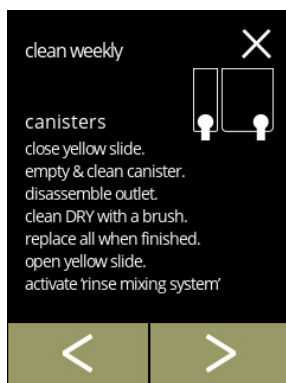 clean weekly
canisters
close yellow slide.
empty & clean canister.
disassemble outlet.
clean DRY with a brush.
replace all when finished.
open yellow slide.
activate ‘rinse mixing system’